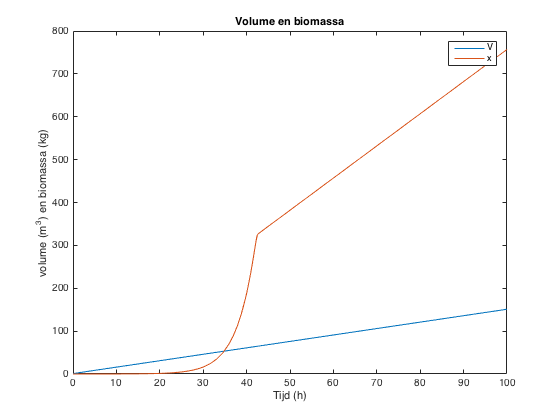 Volume en biomassa
V
x
volume (m³) en biomassa (kg)
800
700
600
500
400
300
200
100
0
0 10 20 30 40 50 60 70 80 90 100
Tijd (h)